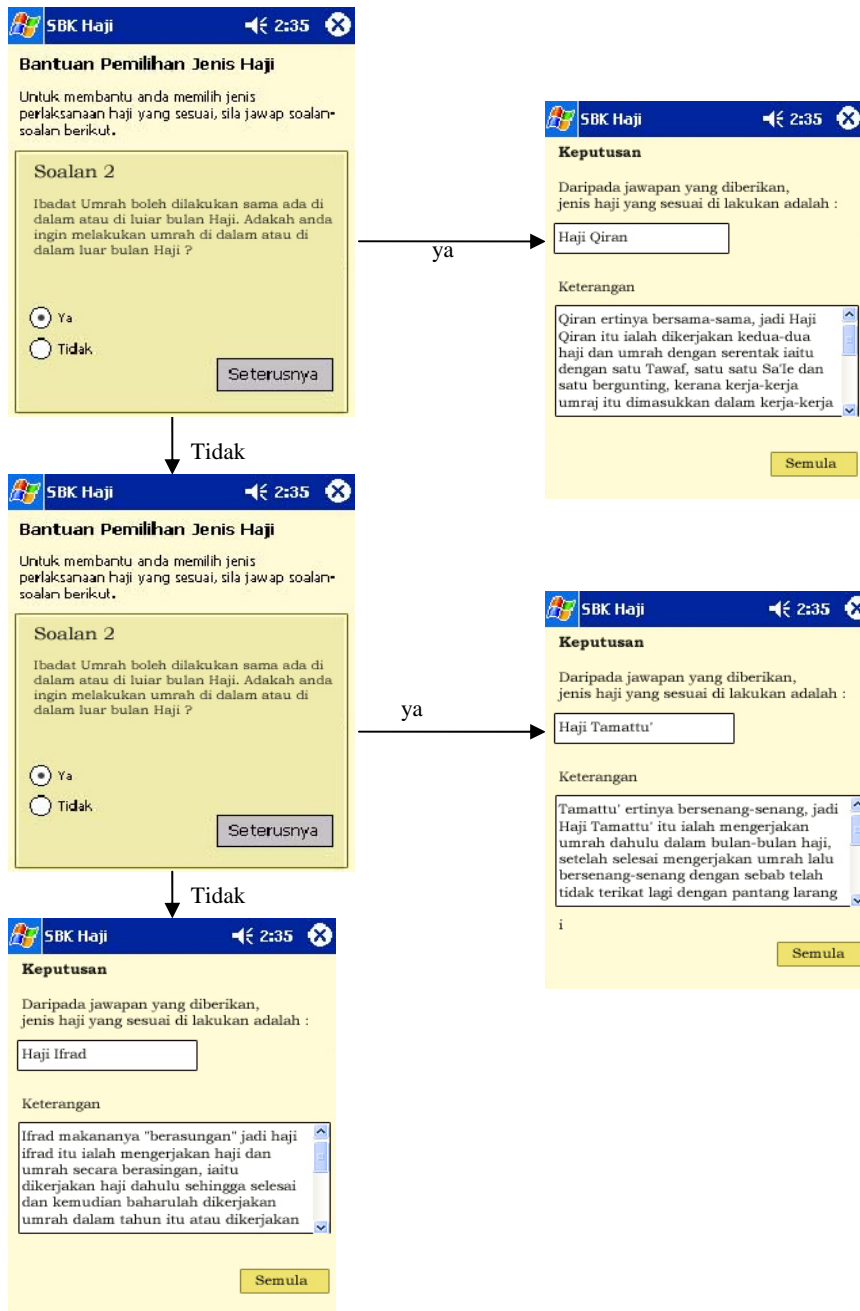 SBK Haji 2:35
Bantuan Pemilihan Jenis Haji
Untuk membantu anda memilih jenis
perlaksanaan haji yang sesuai, sila jawap soalan-
soalan berikut.
Soalan 2
Ibadat Umrah boleh dilakukan sama ada di
dalam atau di luiar bulan Haji. Adakah anda
ingin melakukan umrah di dalam atau di
dalam luar bulan Haji ?
Ya
Tidak
Seterusnya
ya
SBK Haji 2:35
Keputusan
Daripada jawapan yang diberikan,
jenis haji yang sesuai di lakukan adalah :
Haji Qiran
Keterangan
Qiran ertinya bersama-sama, jadi Haji
Qiran itu ialah dikerjakan kedua-dua
haji dan umrah dengan serentak iaitu
dengan satu Tawaf, satu satu Sa'Ie dan
satu bergunting, kerana kerja-kerja
umraj itu dimasukkan dalam kerja-kerja
Semula
Tidak
SBK Haji 2:35
Bantuan Pemilihan Jenis Haji
Untuk membantu anda memilih jenis
perlaksanaan haji yang sesuai, sila jawap soalan-
soalan berikut.
Soalan 2
Ibadat Umrah boleh dilakukan sama ada di
dalam atau di luiar bulan Haji. Adakah anda
ingin melakukan umrah di dalam atau di
dalam luar bulan Haji ?
Ya
Tidak
Seterusnya
ya
SBK Haji 2:35
Keputusan
Daripada jawapan yang diberikan,
jenis haji yang sesuai di lakukan adalah :
Haji Tamattu'
Keterangan
Tamattu' ertinya bersenang-senang, jadi
Haji Tamattu' itu ialah mengerjakan
umrah dahulu dalam bulan-bulan haji,
setelah selesai mengerjakan umrah lalu
bersenang-senang dengan sebab telah
tidak terikat lagi dengan pantang larang
i
Semula
Tidak
SBK Haji 2:35
Keputusan
Daripada jawapan yang diberikan,
jenis haji yang sesuai di lakukan adalah :
Haji Ifrad
Keterangan
Ifrad makananya "berasungan" jadi haji
ifrad itu ialah mengerjakan haji dan
umrah secara berasingan, iaitu
dikerjakan haji dahulu sehingga selesai
dan kemudian baharulah dikerjakan
umrah dalam tahun itu atau dikerjakan
Semula